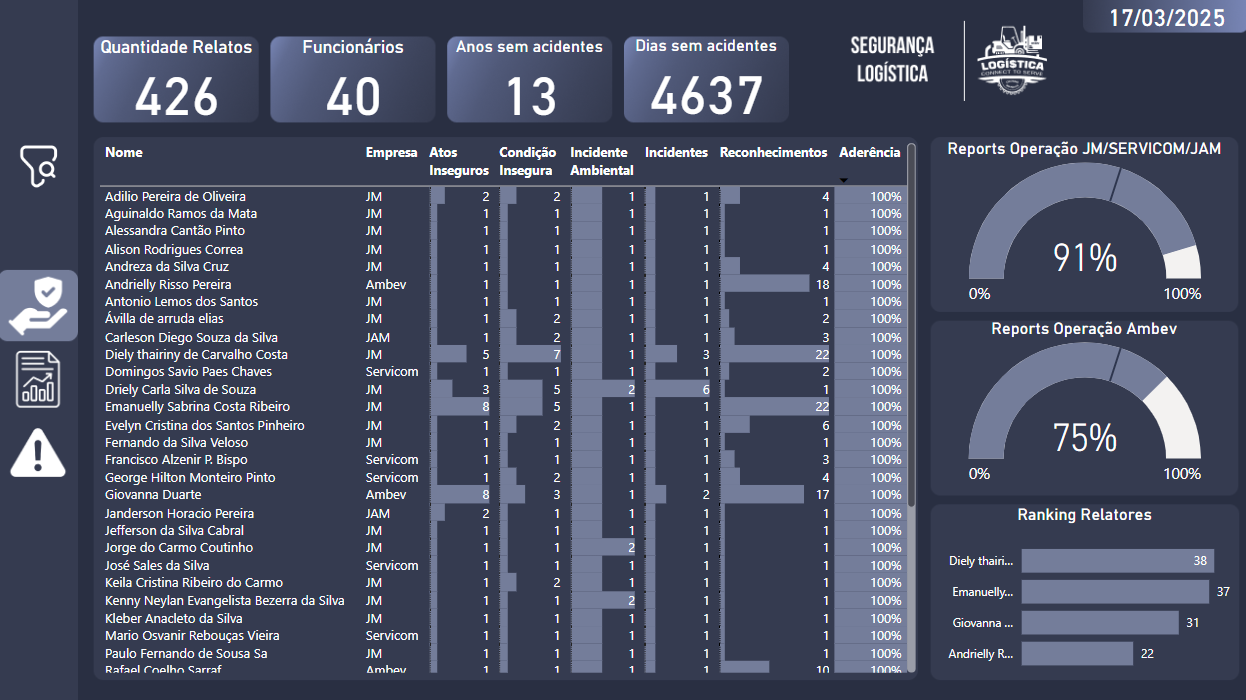 17/03/2025
Quantidade Relatos
426
Funcionários
40
Anos sem acidentes
13
Dias sem acidentes
4637
SEGURANÇA
LOGÍSTICA
LOGÍSTICA
CONNECT TO SERVE
Nome Empresa Atos Inseguros Condição Insegura Incidente Ambiental Incidentes Reconhecimentos Aderência
Adilio Pereira de Oliveira JM 2 2 1 1 4 100%
Aguinaldo Ramos da Mata JM 1 1 1 1 1 100%
Alessandra Cantão Pinto JM 1 1 1 1 1 100%
Alison Rodrigues Correa JM 1 1 1 1 1 100%
Andreza da Silva Cruz JM 1 1 1 1 4 100%
Andrielly Risso Pereira Ambev 1 1 1 1 18 100%
Antonio Lemos dos Santos JM 1 1 1 1 1 100%
Ávilla de arruda elias JM 1 2 1 1 2 100%
Carleson Diego Souza da Silva JAM 1 2 1 1 3 100%
Diely thairiny de Carvalho Costa JM 5 7 1 3 22 100%
Domingos Savio Paes Chaves Servicom 1 1 1 1 2 100%
Driely Carla Silva de Souza JM 3 5 2 6 1 100%
Emanuelly Sabrina Costa Ribeiro JM 8 5 1 1 22 100%
Evelyn Cristina dos Santos Pinheiro JM 1 2 1 1 6 100%
Fernando da Silva Veloso JM 1 1 1 1 1 100%
Francisco Alzenir P. Bispo Servicom 1 1 1 1 3 100%
George Hilton Monteiro Pinto Servicom 1 2 1 1 4 100%
Giovanna Duarte Ambev 8 3 1 2 17 100%
Janderson Horacio Pereira JAM 2 1 1 1 1 100%
Jefferson da Silva Cabral JM 1 1 1 1 1 100%
Jorge do Carmo Coutinho JM 1 1 2 1 1 100%
José Sales da Silva Servicom 1 1 1 1 1 100%
Keila Cristina Ribeiro do Carmo JM 1 2 1 1 1 100%
Kenny Neylan Evangelista Bezerra da Silva JM 1 1 2 1 1 100%
Kleber Anacleto da Silva JM 1 1 1 1 1 100%
Mario Osvanir Rebouças Vieira Servicom 1 1 1 1 1 100%
Paulo Fernando de Sousa Sa JM 1 1 1 1 1 100%
Rafael Coelho Sarraf Ambev 1 1 1 1 10 100%
Reports Operação JM/SERVICOM/JAM
91%
0% 100%
Reports Operação Ambev
75%
0% 100%
Ranking Relatores
Diely thairi... 38
Emanuelly... 37
Giovanna ... 31
Andrielly R... 22